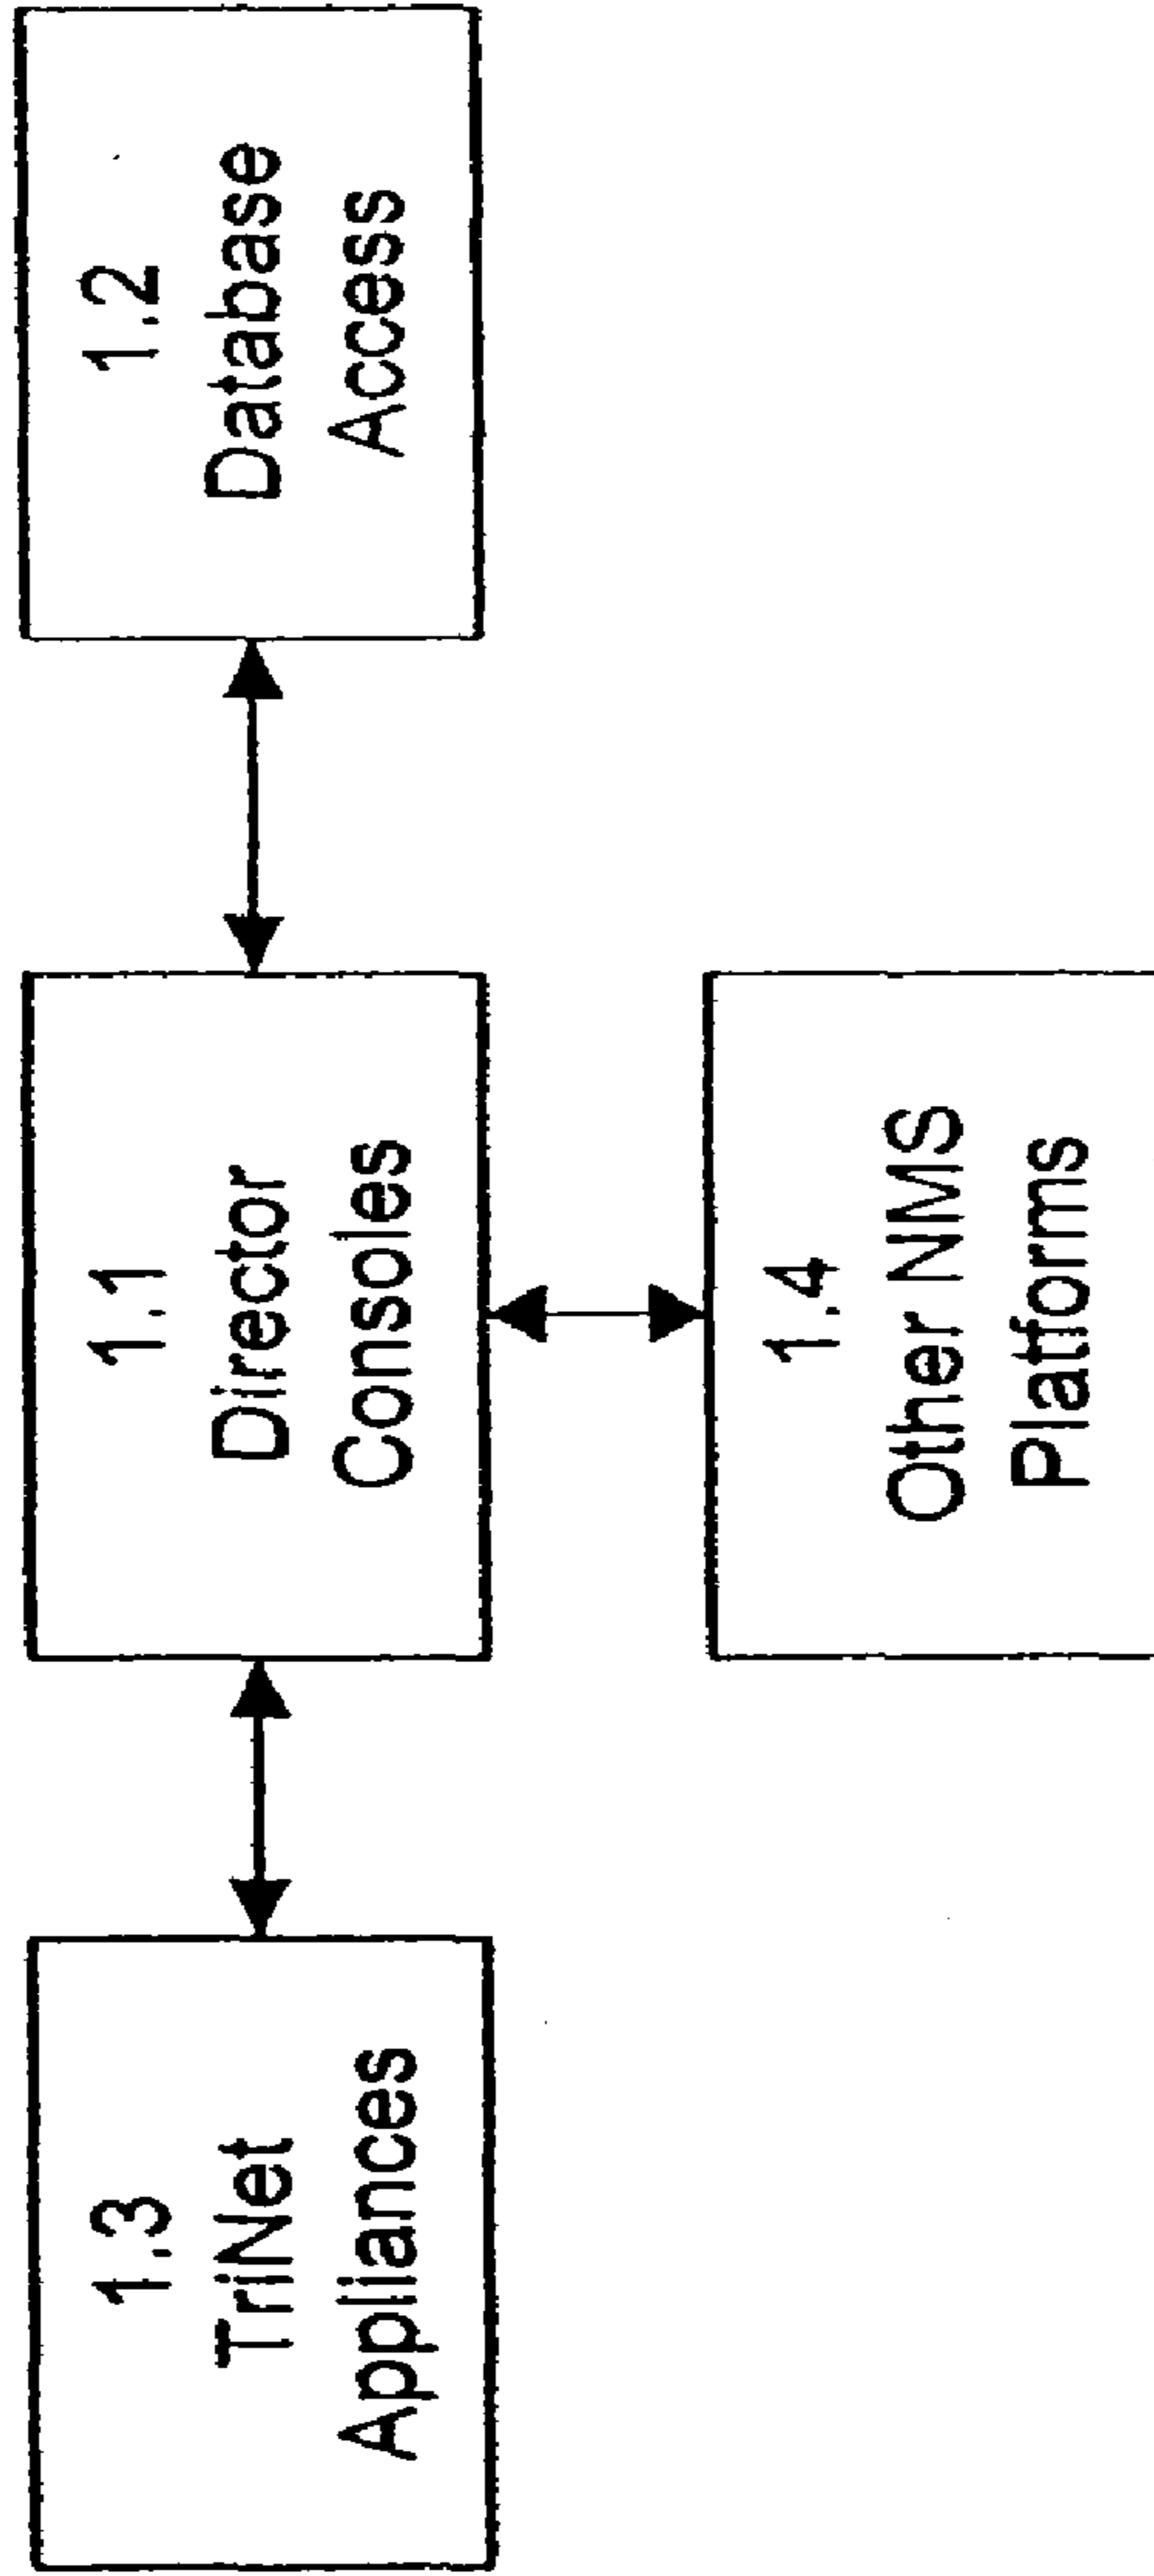 1.3
TriNet
Appliances
1.1
Director
Consoles
1.2
Database
Access
1.4
Other NMS
Platforms